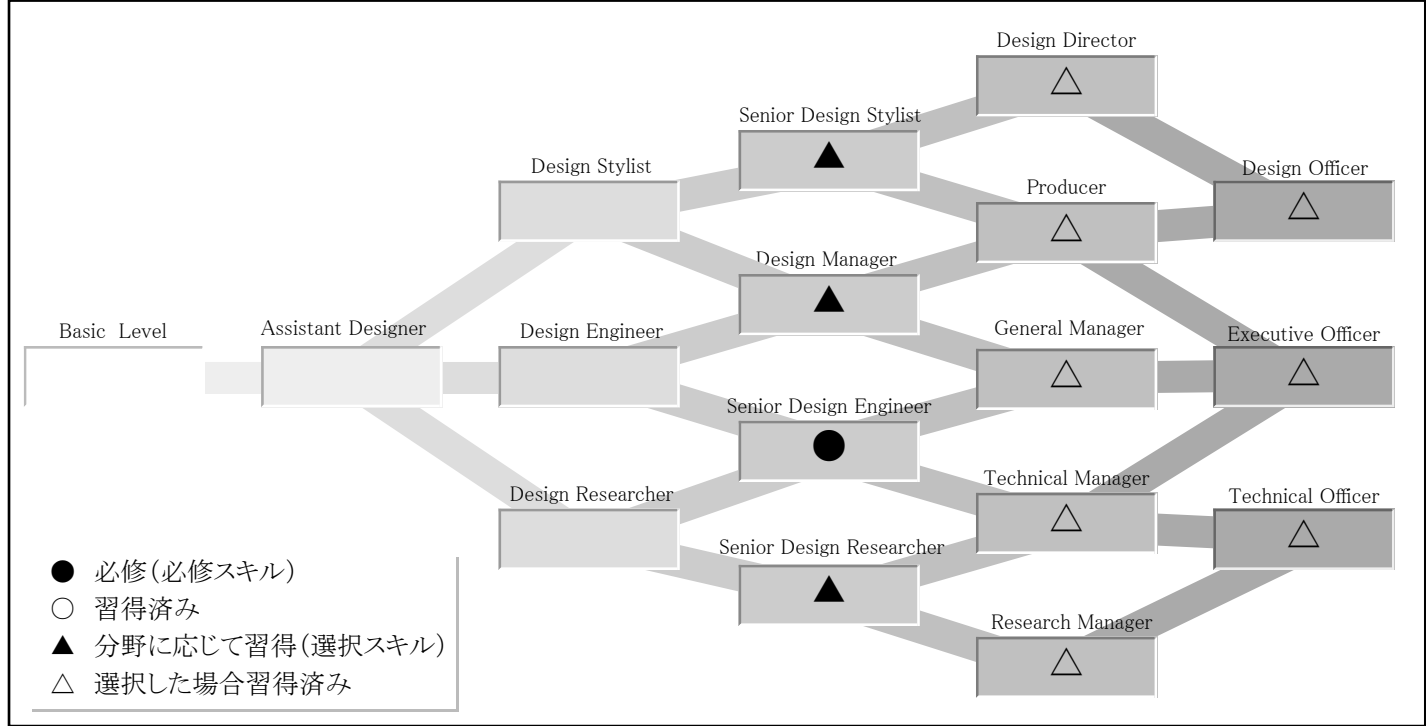 Design Director
△
Senior Design Stylist
▲
Design Stylist
Producer
△
Design Officer
△
Design Manager
▲
Basic Level
Assistant Designer
Design Engineer
General Manager
△
Executive Officer
△
Senior Design Engineer
●
Design Researcher
Technical Manager
△
Technical Officer
△
Senior Design Researcher
▲
Research Manager
△
● 必修(必修スキル)
○ 習得済み
▲ 分野に応じて習得(選択スキル)
△ 選択した場合習得済み